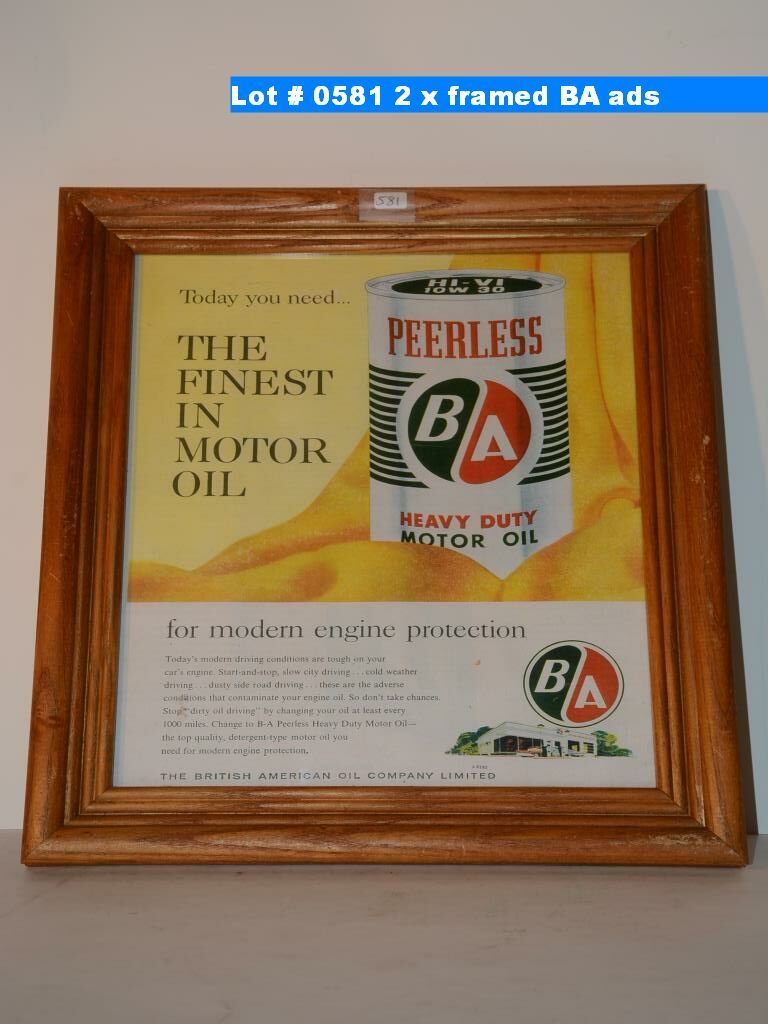 Lot # 0581 2 x framed BA ads
581
Today you need...
THE
FINEST
IN
MOTOR
OIL
HI-VI
10W 30
PEERLESS
BA
HEAVY DUTY
MOTOR OIL
for modern engine protection
Today's modern driving conditions are tough on your
car's engine. Start-and-stop, slow city driving . . . cold weather
driving . . . dusty side road driving . . . these are the adverse
conditions that contaminate your engine oil. So don't take chances.
Stop "dirty oil driving" by changing your oil at least every
1000 miles. Change to B-A Peerless Heavy Duty Motor Oil—
the top quality, detergent-type motor oil you
need for modern engine protection.
BA
THE BRITISH AMERICAN OIL COMPANY LIMITED